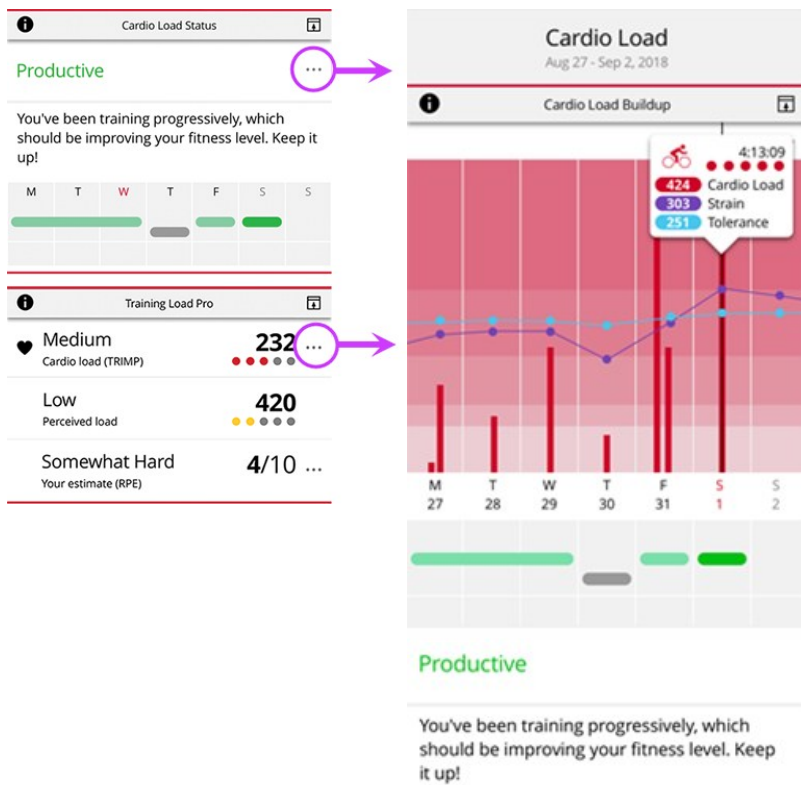 Cardio Load Status
Productive
...
You've been training progressively, which
should be improving your fitness level. Keep it
up!
M T W T F S S
Training Load Pro
Medium 232 ...
Cardio load (TRIMP)
Low 420
Perceived load
Somewhat Hard 4/10 ...
Your estimate (RPE)
Cardio Load
Aug 27 - Sep 2, 2018
Cardio Load Buildup
4:13:09
424 Cardio Load
303 Strain
251 Tolerance
M T W T F S S
27 28 29 30 31 1 2
Productive
You've been training progressively, which
should be improving your fitness level. Keep
it up!